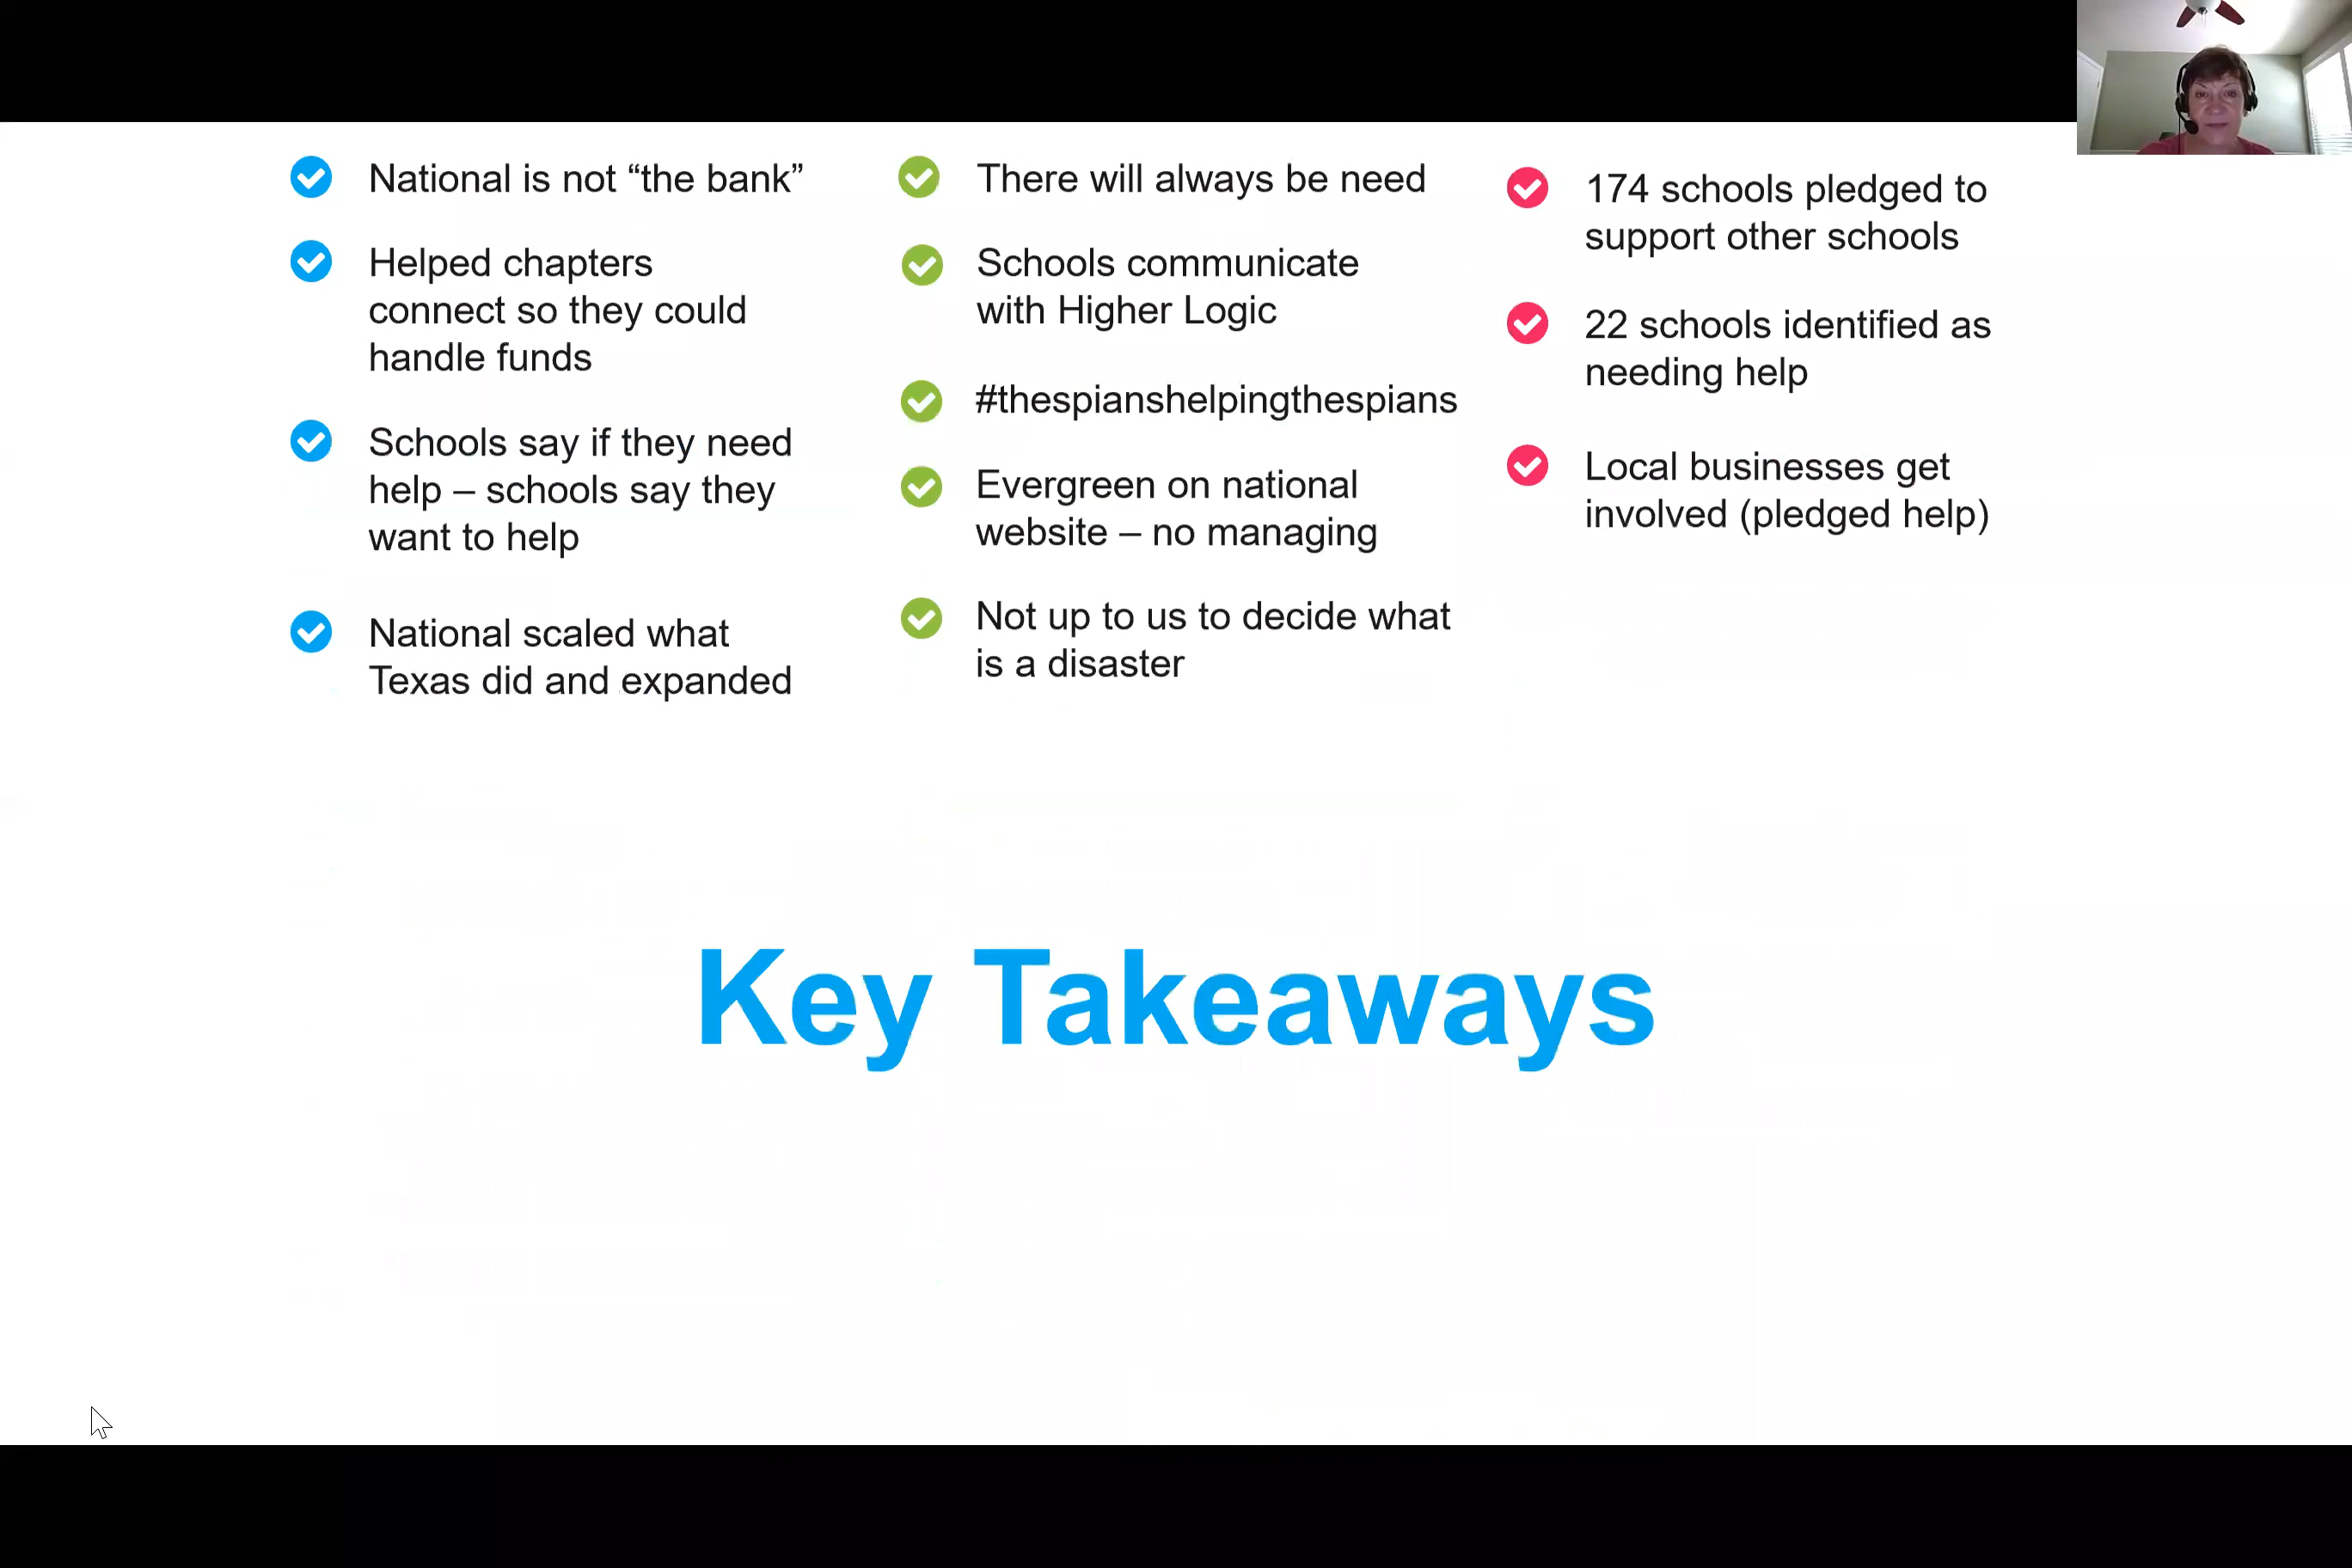 National is not “the bank”
Helped chapters
connect so they could
handle funds
Schools say if they need
help – schools say they
want to help
National scaled what
Texas did and expanded
There will always be need
Schools communicate
with Higher Logic
#thespianshelpingthespians
Evergreen on national
website – no managing
Not up to us to decide what
is a disaster
174 schools pledged to
support other schools
22 schools identified as
needing help
Local businesses get
involved (pledged help)
Key Takeaways